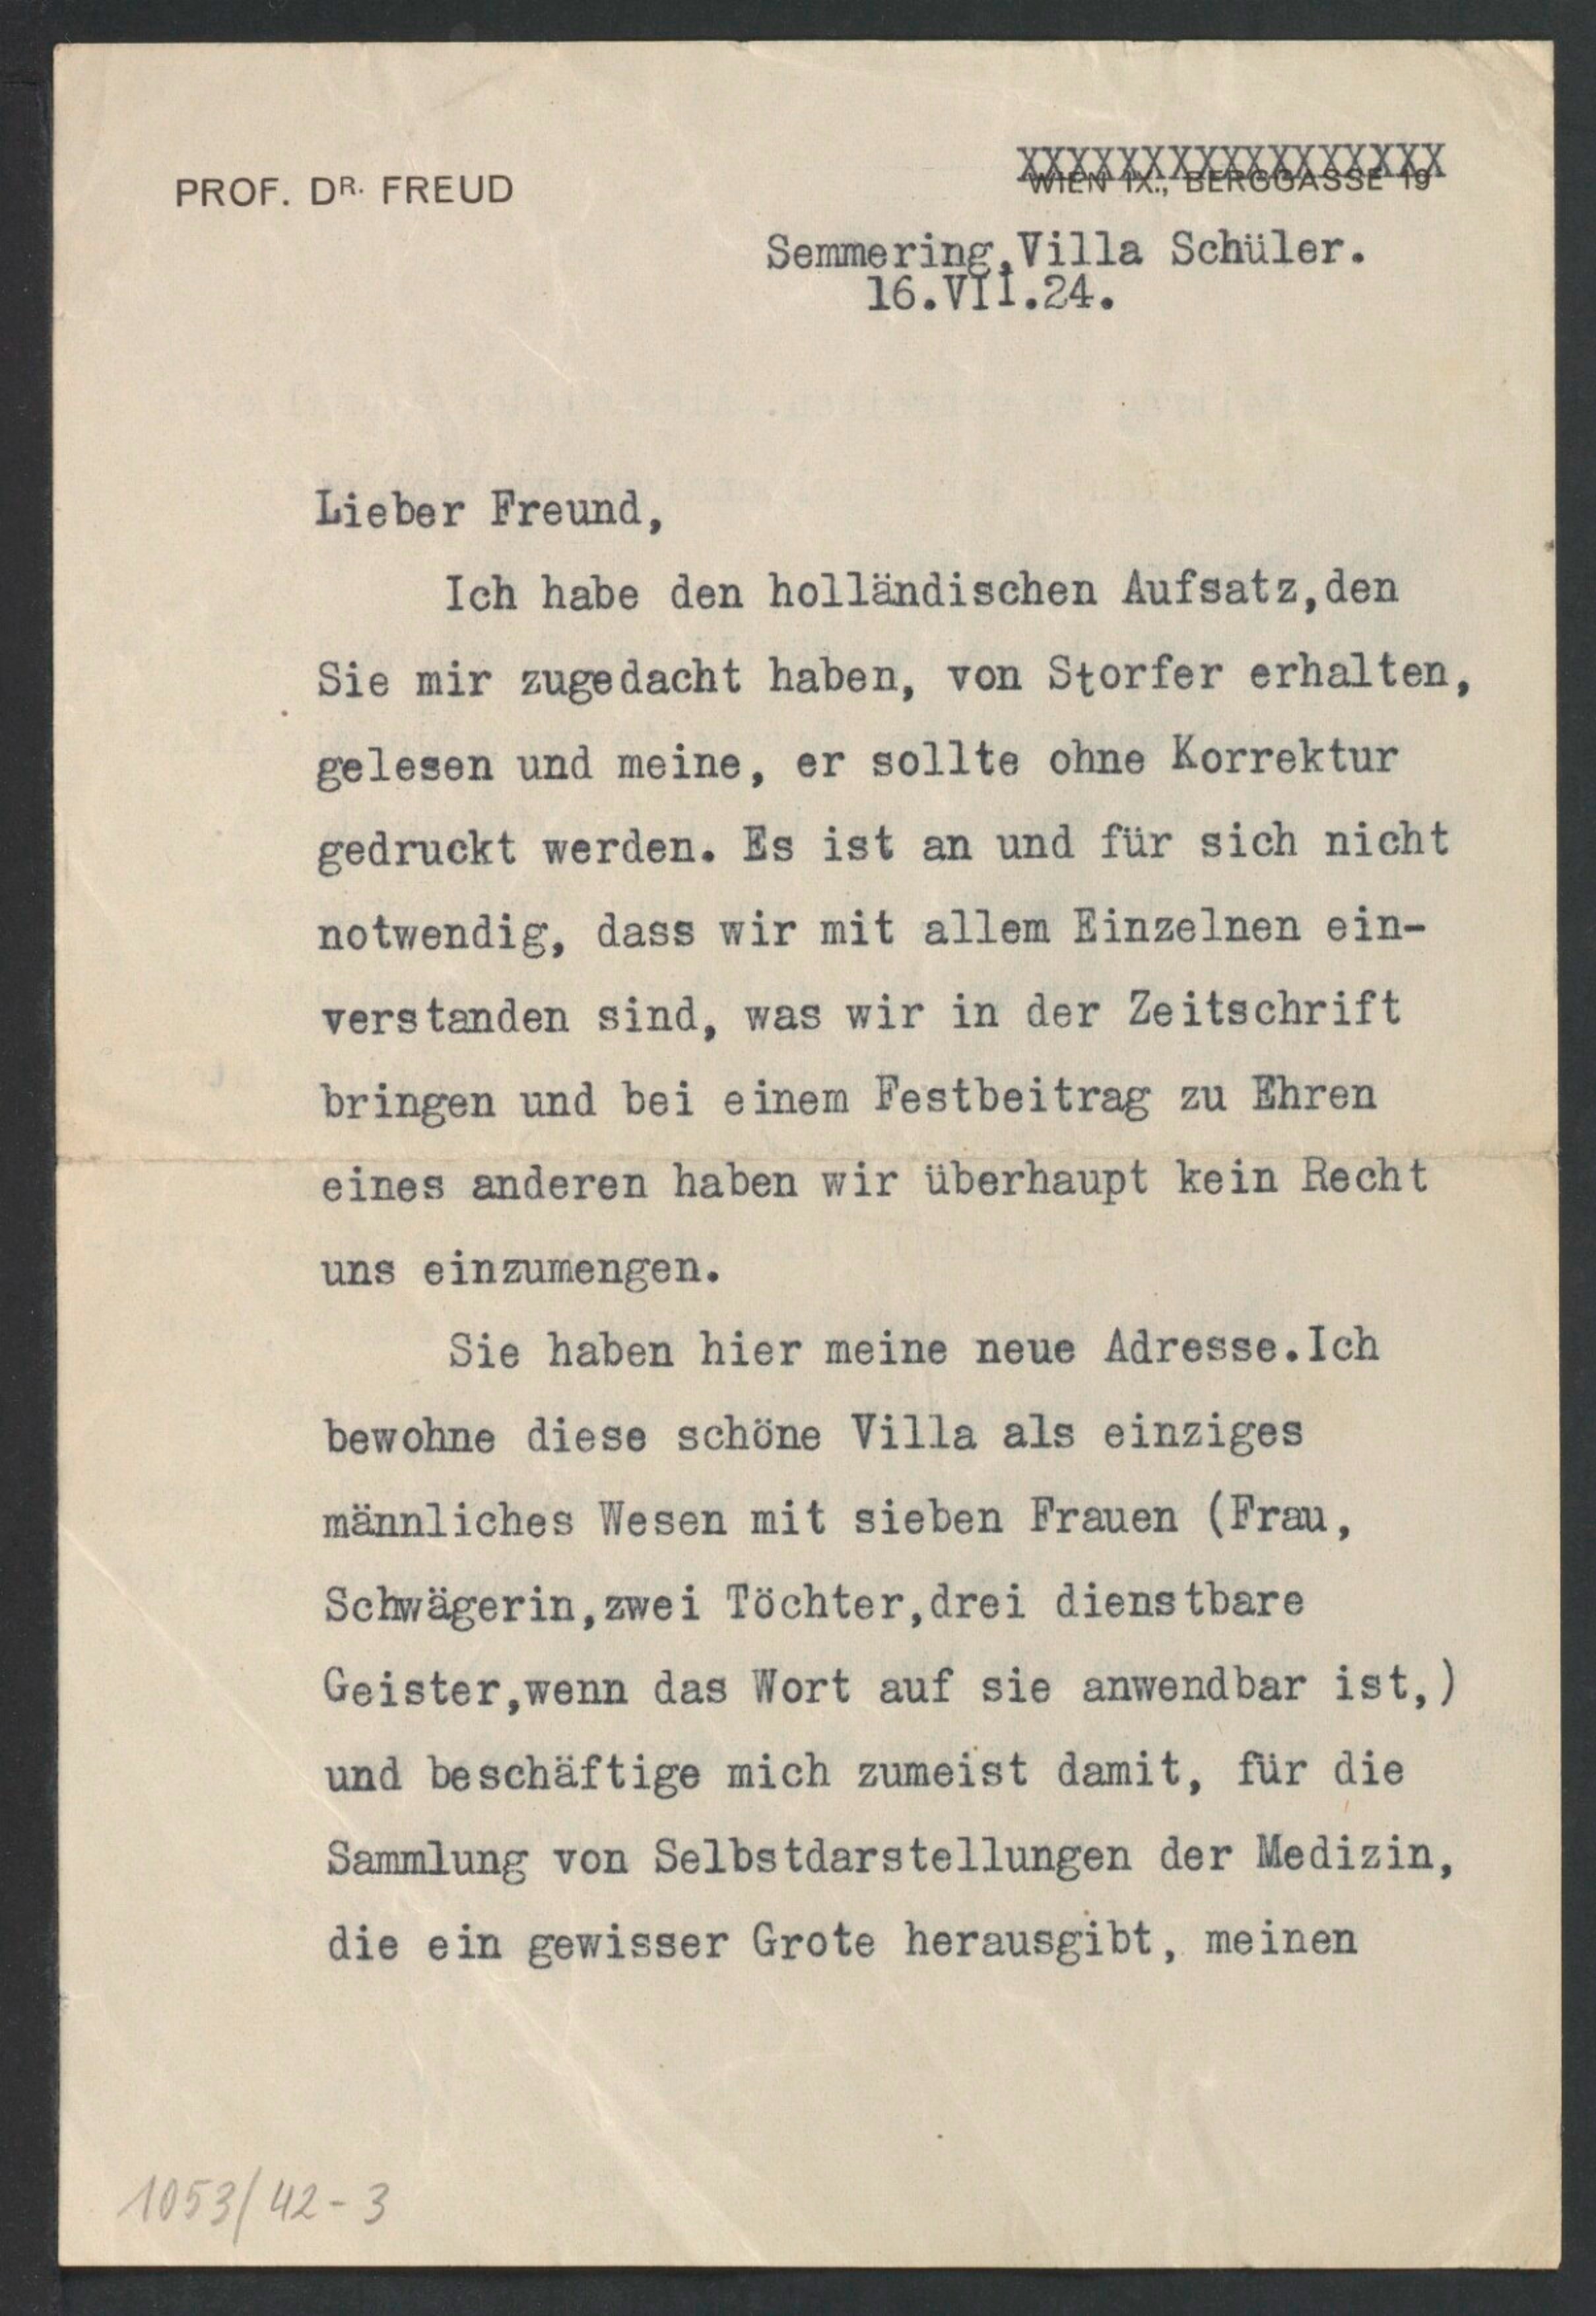 PROF. DR. FREUD
WIEN IX., BERGGASSE 19
Semmering,Villa Schüler.
16.VII.24.
Lieber Freund,
Ich habe den holländischen Aufsatz,den
Sie mir zugedacht haben, von Storfer erhalten,
gelesen und meine, er sollte ohne Korrektur
gedruckt werden. Es ist an und für sich nicht
notwendig, dass wir mit allem Einzelnen ein-
verstanden sind, was wir in der Zeitschrift
bringen und bei einem Festbeitrag zu Ehren
eines anderen haben wir überhaupt kein Recht
uns einzumengen.
Sie haben hier meine neue Adresse.Ich
bewohne diese schöne Villa als einziges
männliches Wesen mit sieben Frauen (Frau,
Schwägerin,zwei Töchter,drei dienstbare
Geister,wenn das Wort auf sie anwendbar ist,)
und beschäftige mich zumeist damit, für die
Sammlung von Selbstdarstellungen der Medizin,
die ein gewisser Grote herausgibt, meinen
1053/42-3